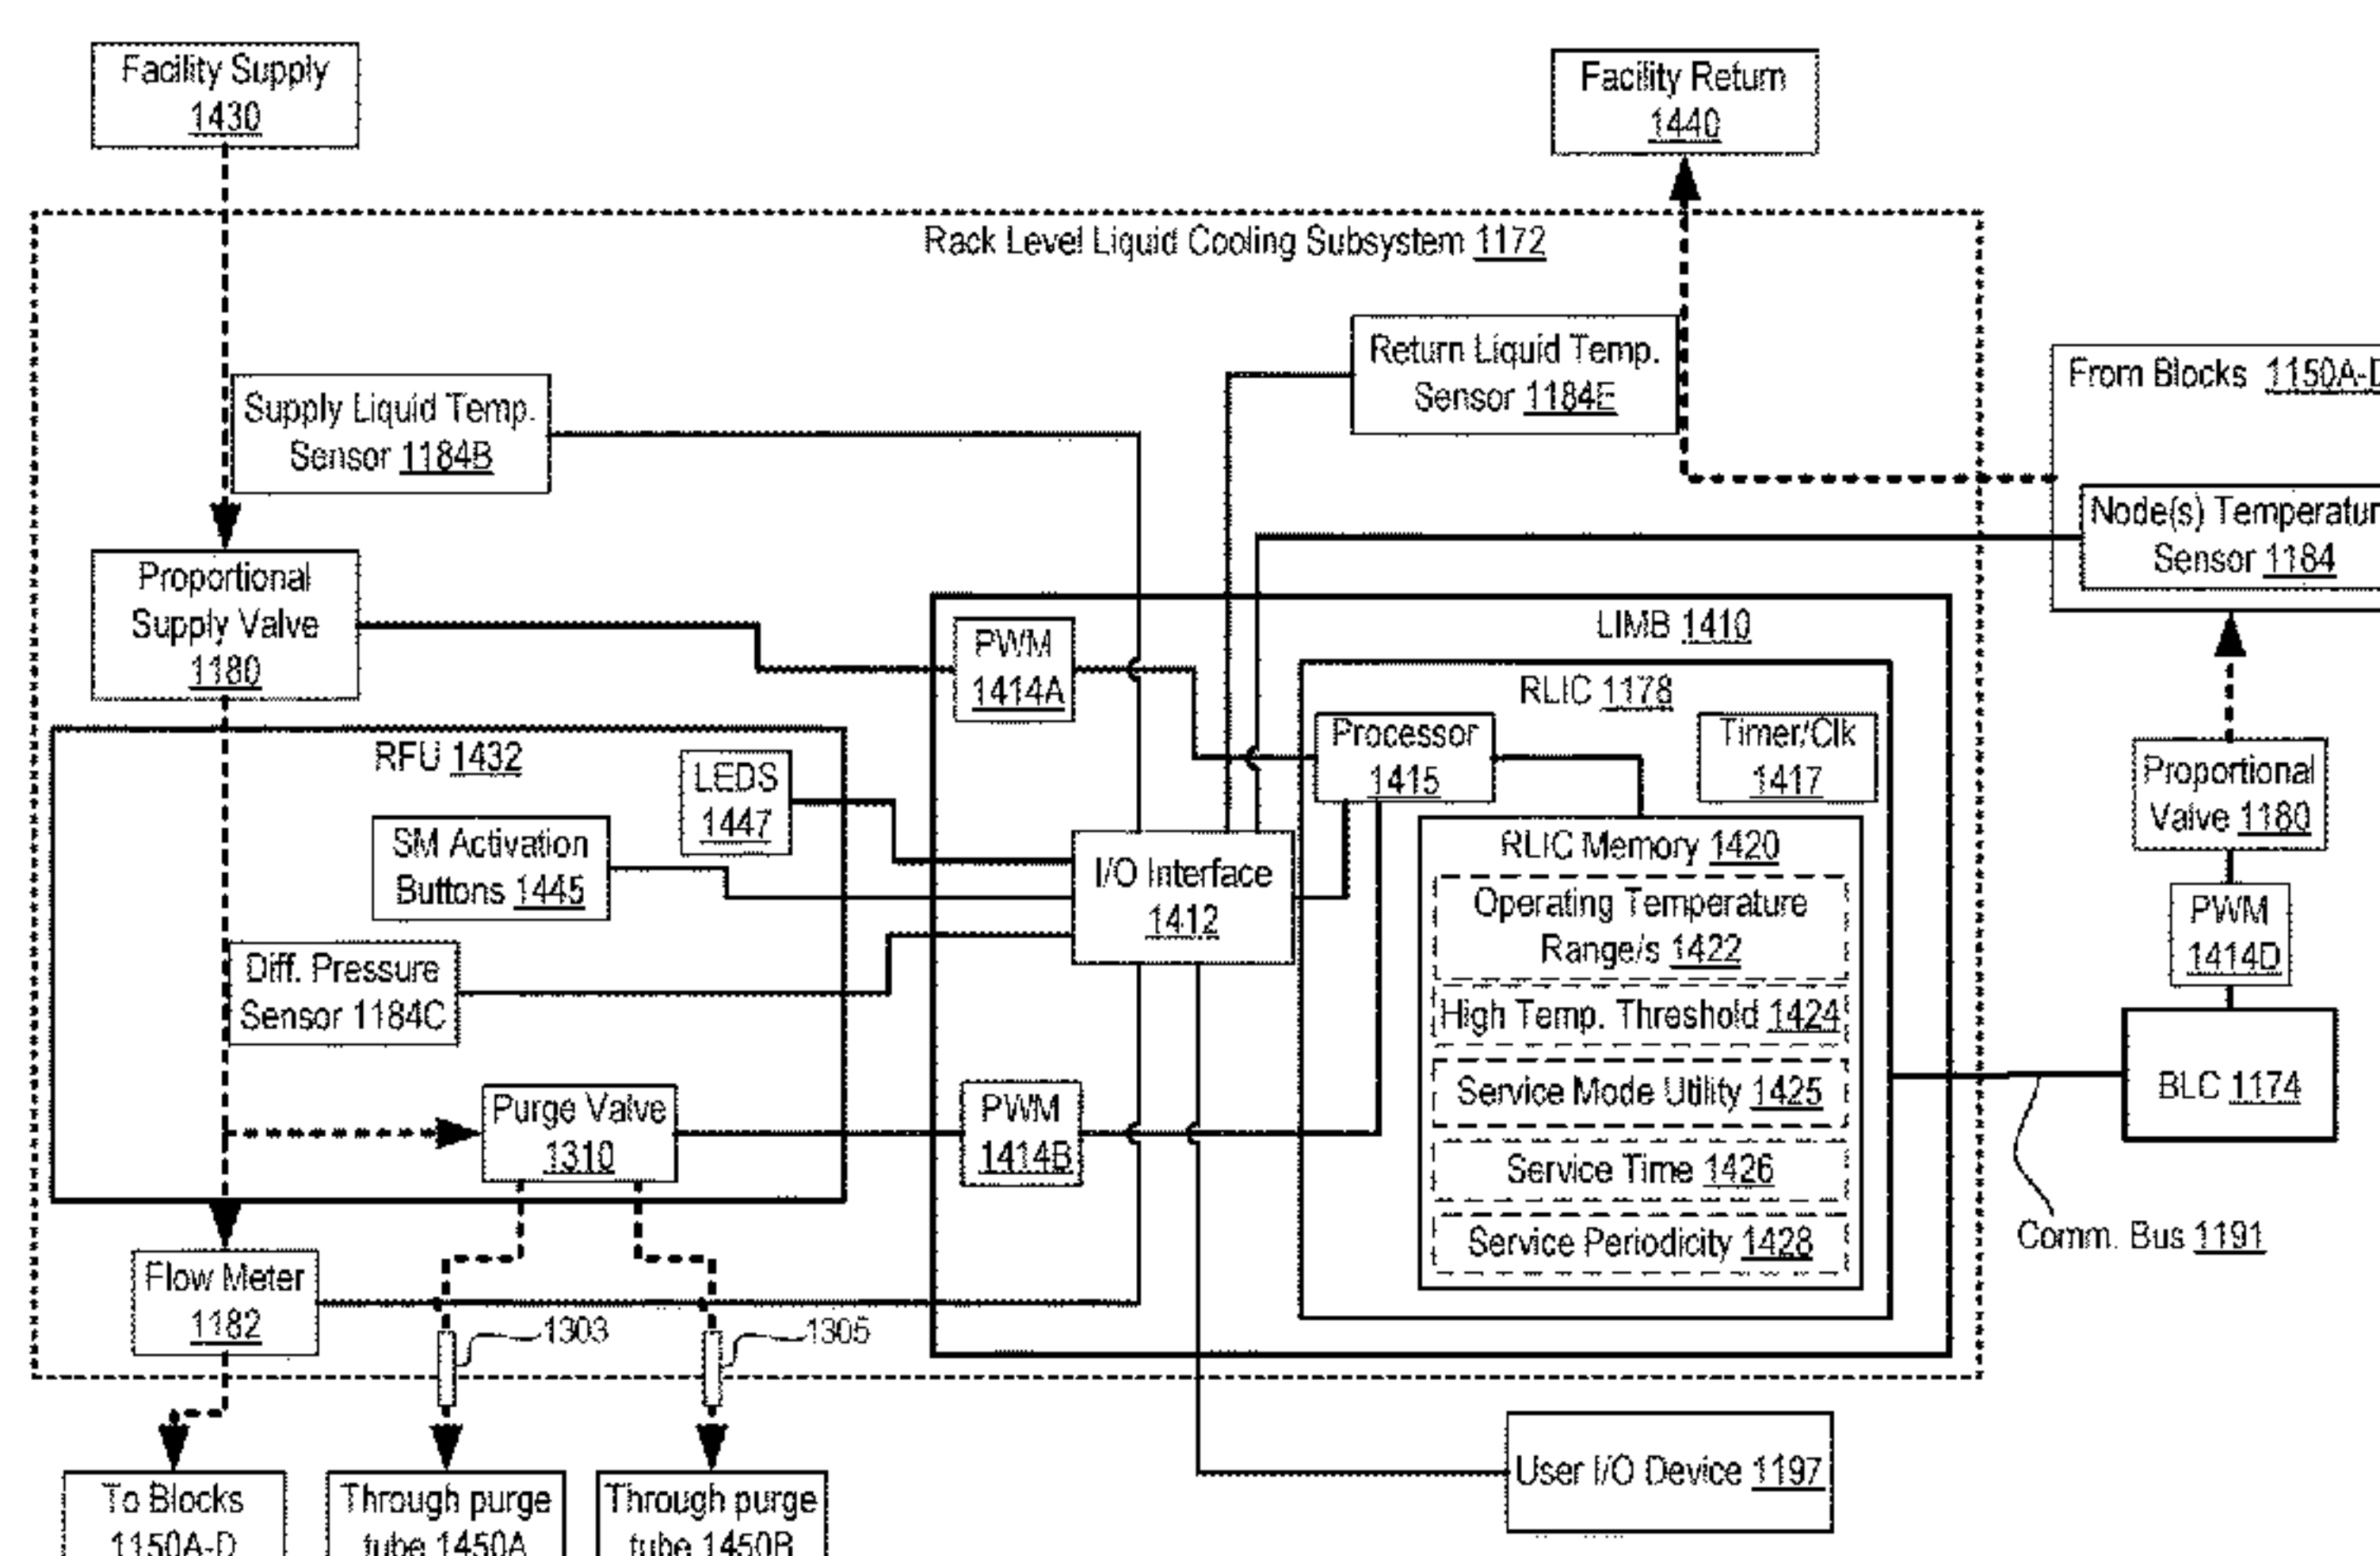 Facility Supply
1430
Facility Return
1440
Rack Level Liquid Cooling Subsystem 1172
Return Liquid Temp.
Sensor 1184E
From Blocks 1150A-D
Supply Liquid Temp.
Sensor 1184B
Node(s) Temperatur
Sensor 1184
Proportional
Supply Valve
1180
PWM
1414A
LIMB 1410
RLIC 1178
Processor
1415
Timer/Clk
1417
RFU 1432
LEDS
1447
Proportional
Valve 1180
SM Activation
Buttons 1445
I/O Interface
1412
RLIC Memory 1420
Operating Temperature
Range/s 1422
High Temp. Threshold 1424
Service Mode Utility 1425
Service Time 1426
Service Periodicity 1428
PWM
1414D
Diff. Pressure
Sensor 1184C
BLC 1174
Purge Valve
1310
PWM
1414B
Comm. Bus 1191
Flow Meter
1182
1303
1305
User I/O Device 1197
To Blocks
1150A-D
Through purge
tube 1450A
Through purge
tube 1450B